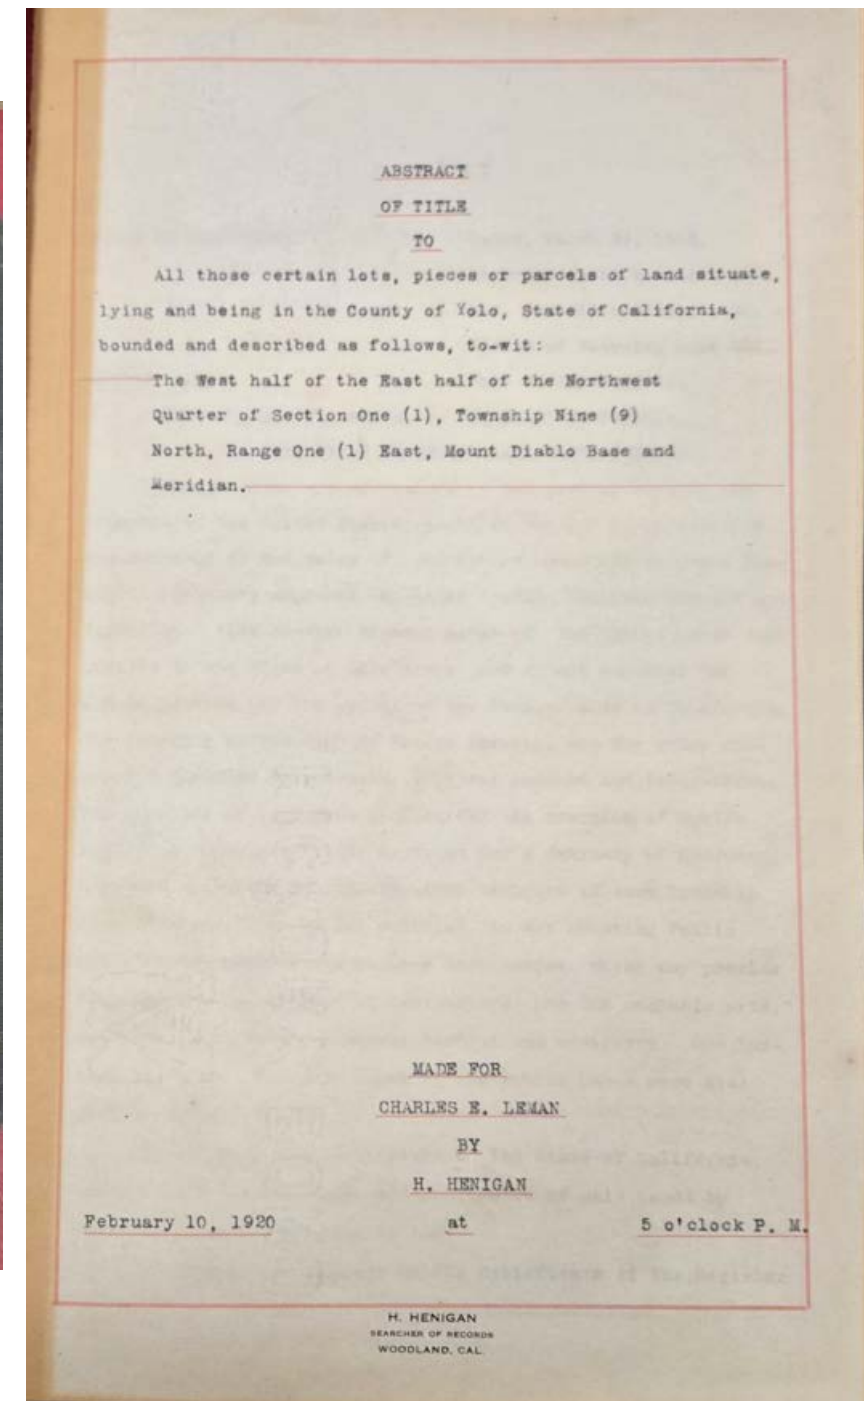 ABSTRACT
OF TITLE
TO
All those certain lots, pieces or parcels of land situate,
lying and being in the County of Yolo, State of California,
bounded and described as follows, to-wit:
The West half of the East half of the Northwest
Quarter of Section One (1), Township Nine (9)
North, Range One (1) East, Mount Diablo Base and
Meridian.
MADE FOR
CHARLES E. LEMAN
BY
H. HENIGAN
February 10, 1920 at 5 o'clock P. M.
H. HENIGAN
SEARCHER OF RECORDS
WOODLAND, CAL.